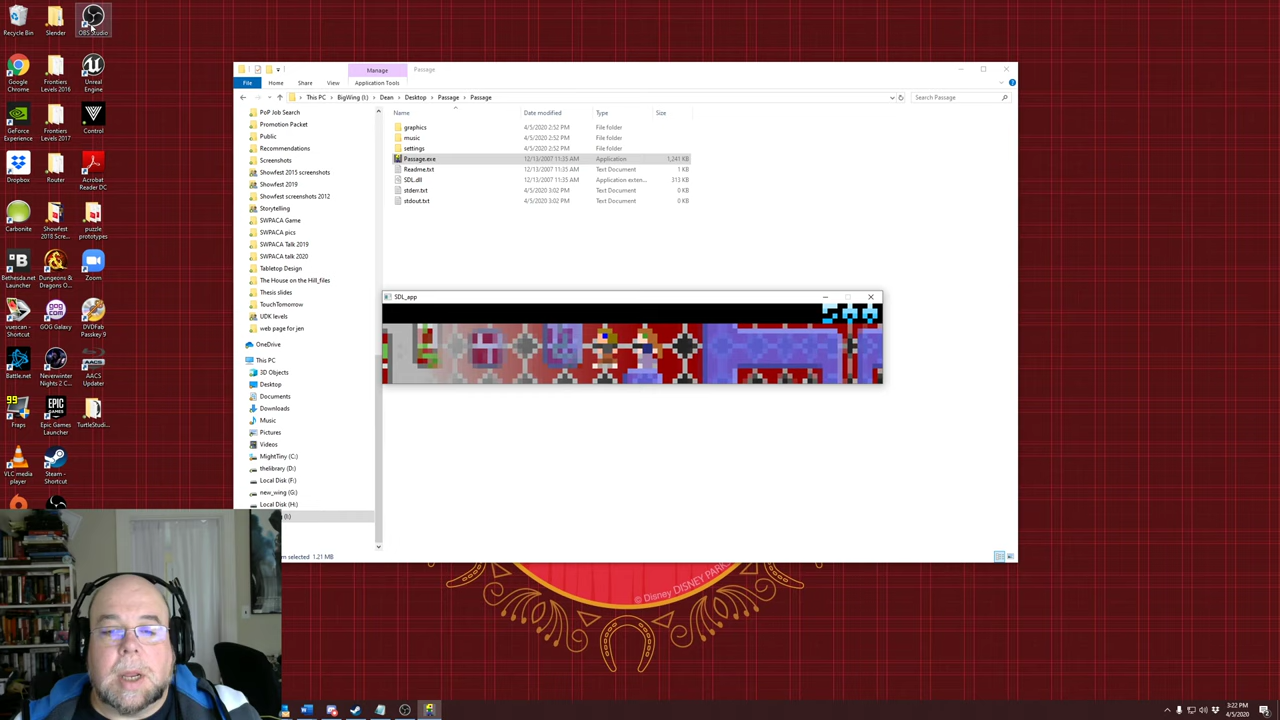 Recycle Bin
Slender
OBS Studio
Google Chrome
Frontiers Levels 2016
Unreal Engine
GeForce Experience
Frontiers Levels 2017
Control
Dropbox
Router
Acrobat Reader DC
Carbonite
Showfest 2018 Scre...
puzzle prototypes
Bethesda.net Launcher
Dungeons & Dragons O...
Zoom
vuescan - Shortcut
GOG Galaxy
DVDFab Passkey 9
Battle.net
Neverwinter Nights 2 C...
AACS Updater
99
Fraps
Epic Games Launcher
TurtleStudi...
VLC media player
Steam - Shortcut
Manage
Passage
File
Home
Share
View
Application Tools
This PC > BigWing (I:) > Dean > Desktop > Passage > Passage
Search Passage
PoP Job Search
Promotion Packet
Public
Recommendations
Screenshots
Showfest 2015 screenshots
Showfest 2019
Showfest screenshots 2012
Storytelling
SWPACA Game
SWPACA pics
SWPACA Talk 2019
SWPACA talk 2020
Tabletop Design
The House on the Hill_files
Thesis slides
TouchTomorrow
UDK levels
web page for jen
OneDrive
This PC
3D Objects
Desktop
Documents
Downloads
Music
Pictures
Videos
MightTiny (C:)
thelibrary (D:)
Local Disk (F:)
new_wing (G:)
Local Disk (H:)
(I:)
Name Date modified Type Size
graphics 4/5/2020 2:52 PM File folder
music 4/5/2020 2:52 PM File folder
settings 4/5/2020 2:52 PM File folder
Passage.exe 12/13/2007 11:35 AM Application 1,241 KB
Readme.txt 12/13/2007 11:35 AM Text Document 1 KB
SDL.dll 12/13/2007 11:35 AM Application exten... 313 KB
stderr.txt 4/5/2020 3:02 PM Text Document 0 KB
stdout.txt 4/5/2020 3:02 PM Text Document 0 KB
SDL_app
selected 1.21 MB
© Disney
DISNEY PARK
3:22 PM
4/5/2020